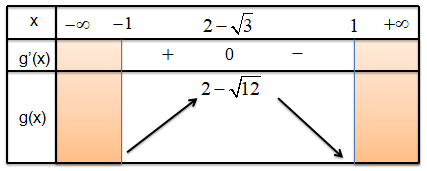 x −∞ −1 2−√3 1 +∞
g'(x) + 0 −
2−√12
g(x)